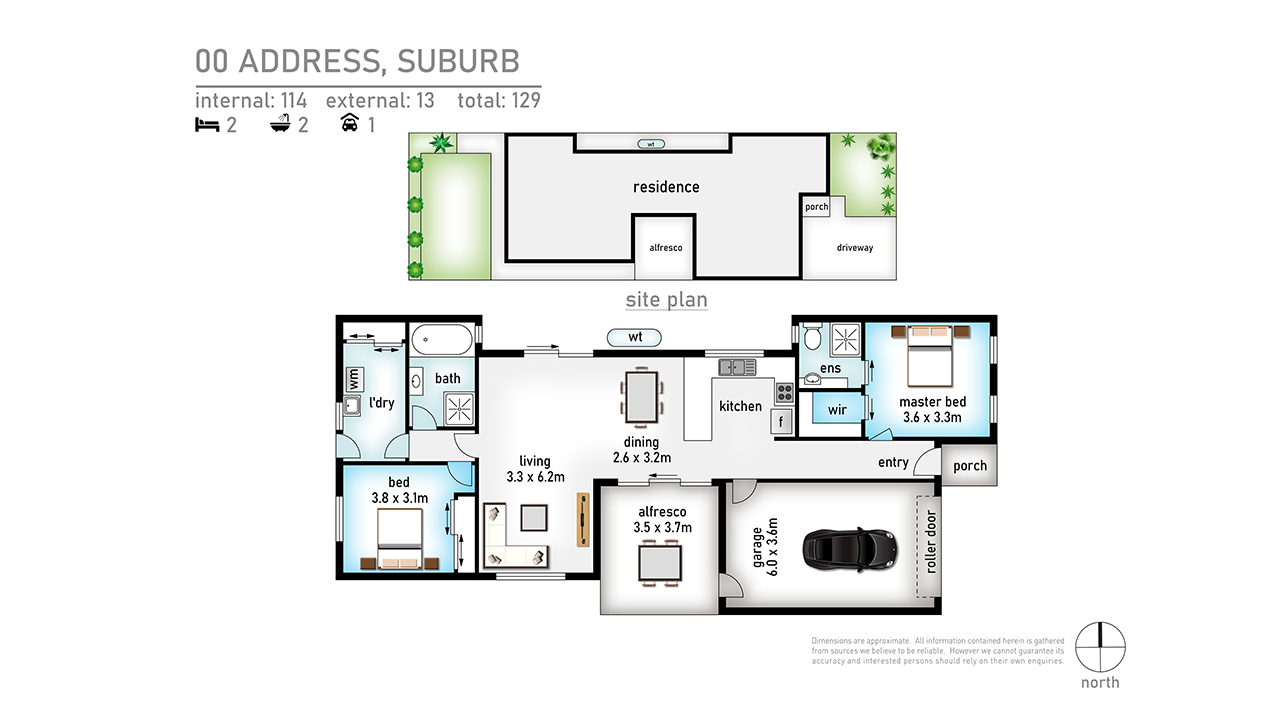 00 ADDRESS, SUBURB
internal: 114 external: 13 total: 129
2 2 1
wt
residence
porch
alfresco
driveway
site plan
wt
wm
l'dry
bath
ens
wir
master bed
3.6 x 3.3m
kitchen
f
dining
2.6 x 3.2m
living
3.3 x 6.2m
entry
porch
bed
3.8 x 3.1m
alfresco
3.5 x 3.7m
garage
6.0 x 3.6m
roller door
Dimensions are approximate. All information contained herein is gathered
from sources we believe to be reliable. However we cannot guarantee its
accuracy and interested persons should rely on their own enquiries.
north